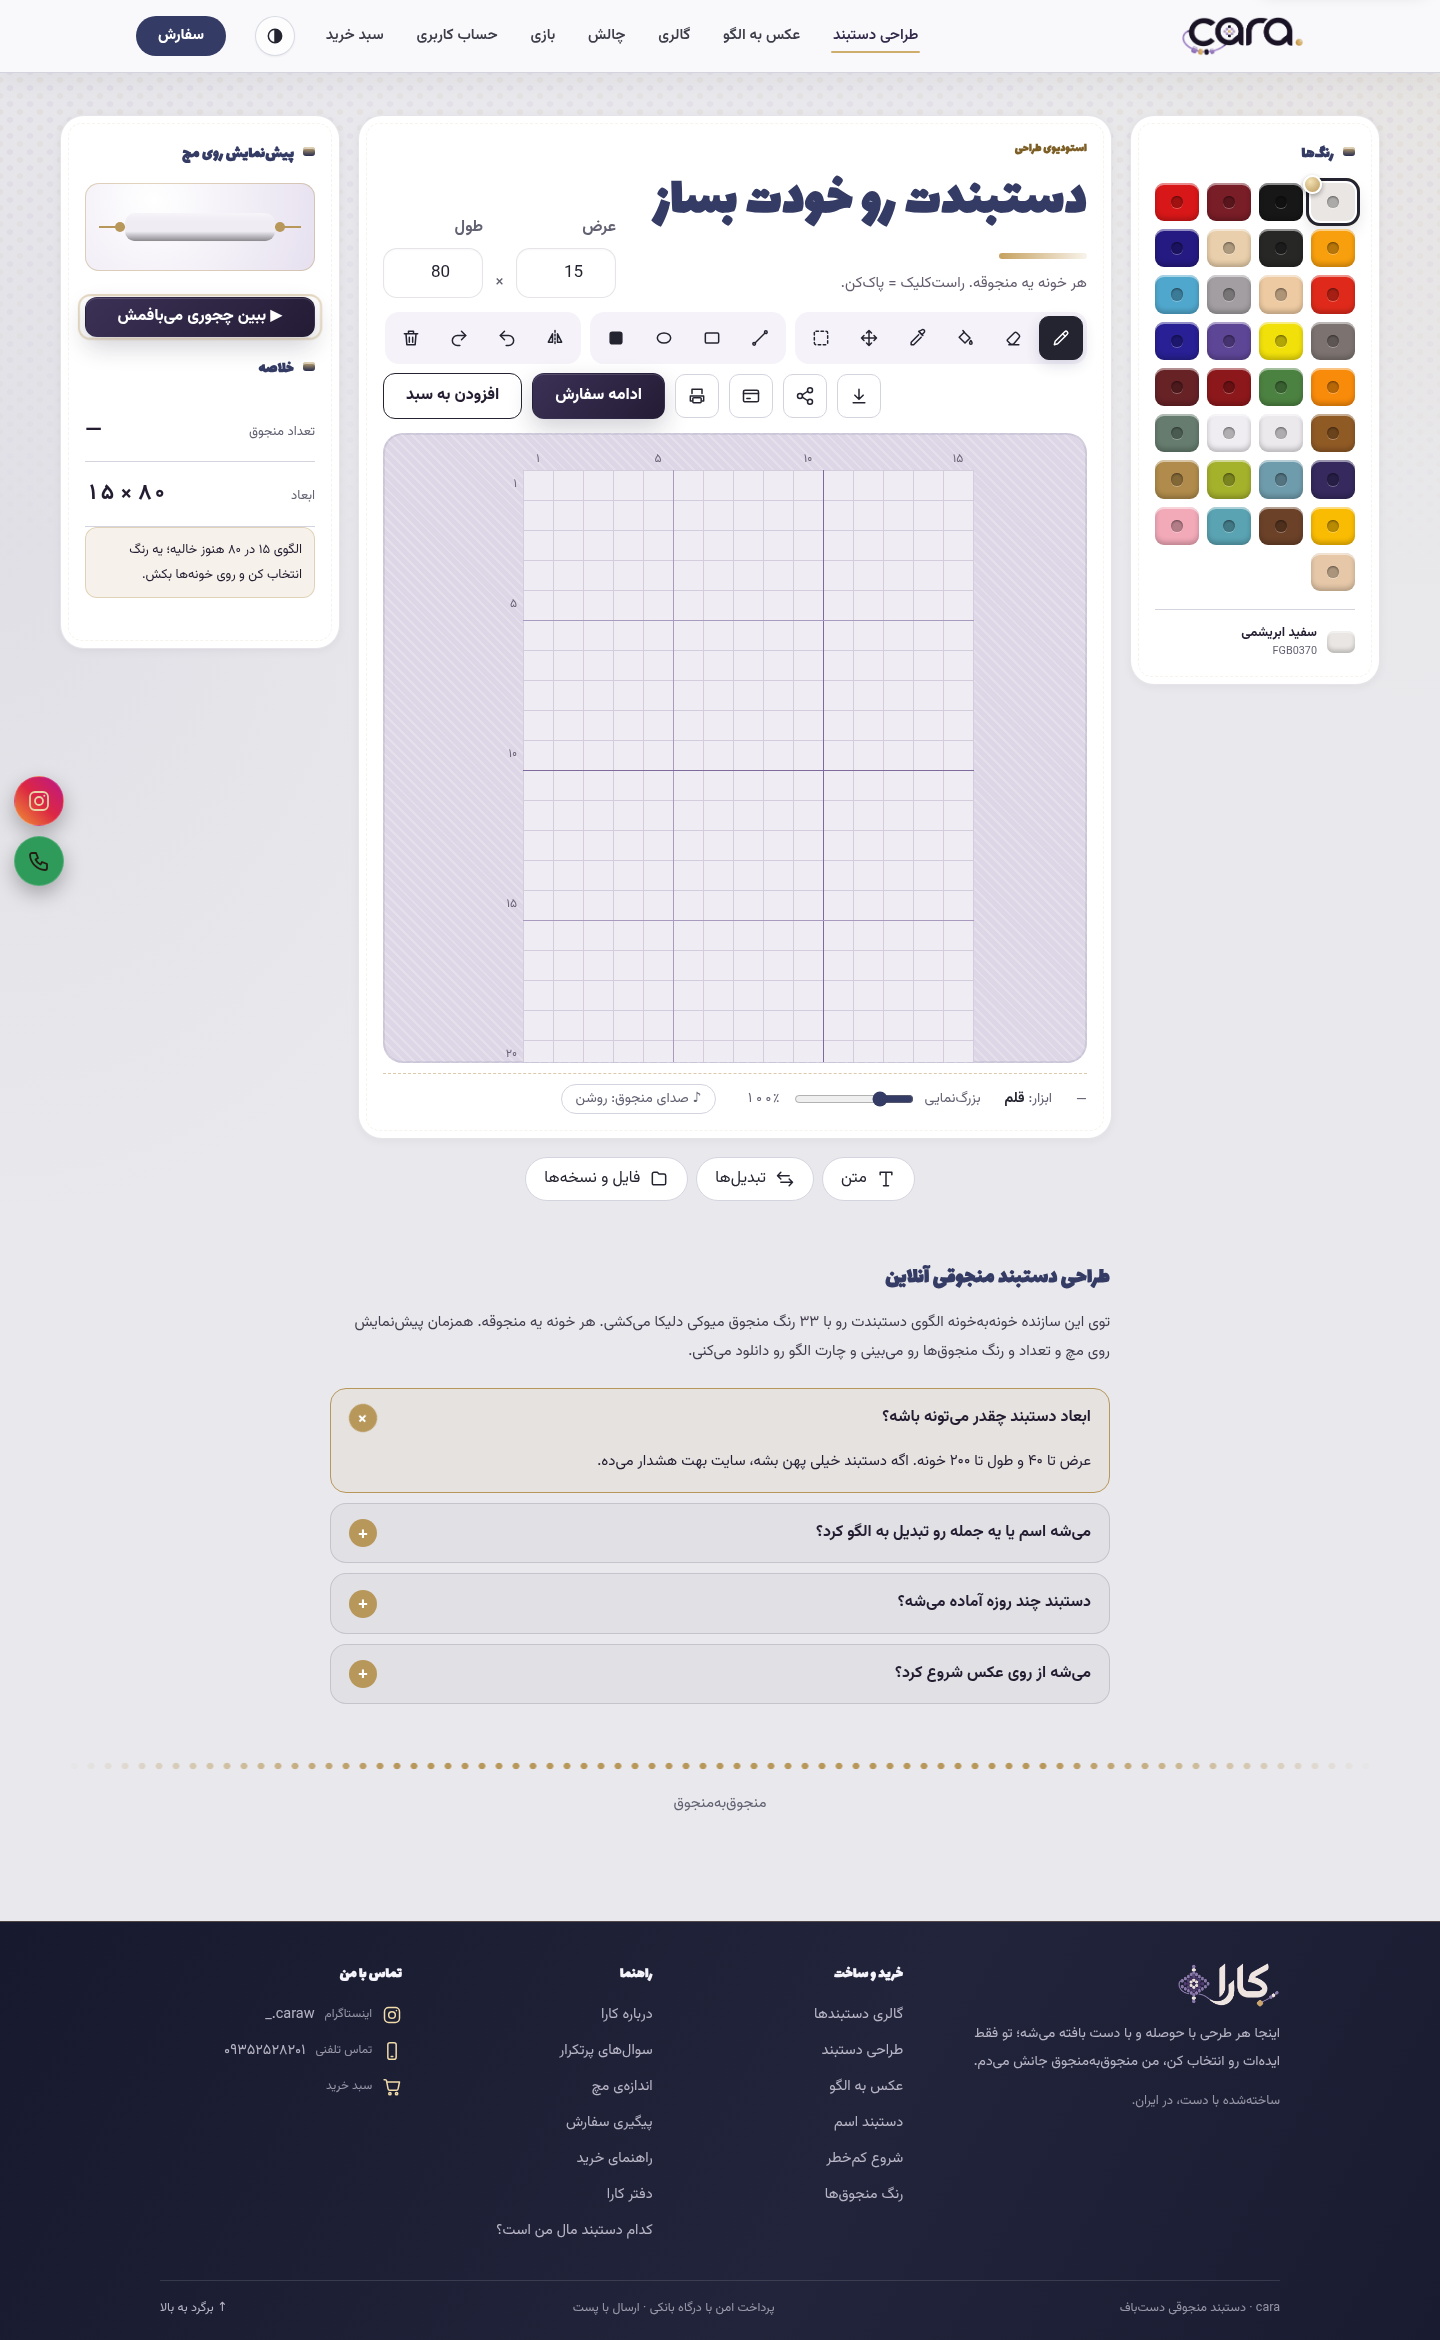 cara.
طراحی دستبند
عکس به الگو
گالری
چالش
بازی
حساب کاربری
سبد خرید
سفارش
رنگ‌ها
سفید ابریشمی
FGB0370
استودیوی طراحی
دستبندت رو خودت بساز
هر خونه یه منجوقه. راست‌کلیک = پاک‌کن.
عرض
15
×
طول
80
ادامه سفارش
افزودن به سبد
۱
۵
۱۰
۱۵
۱
۵
۱۰
۱۵
۲۰
—
ابزار: قلم
بزرگ‌نمایی
۱۰۰٪
♪ صدای منجوق: روشن
متن
تبدیل‌ها
فایل و نسخه‌ها
پیش‌نمایش روی مچ
▶ ببین چجوری می‌بافمش
خلاصه
تعداد منجوق
—
ابعاد
۱۵ × ۸۰
الگوی ۱۵ در ۸۰ هنوز خالیه؛ یه رنگ
انتخاب کن و روی خونه‌ها بکش.
طراحی دستبند منجوقی آنلاین
توی این سازنده خونه‌به‌خونه الگوی دستبندت رو با ۳۳ رنگ منجوق میوکی دلیکا می‌کشی. هر خونه یه منجوقه. همزمان پیش‌نمایش
روی مچ و تعداد و رنگ منجوق‌ها رو می‌بینی و چارت الگو رو دانلود می‌کنی.
ابعاد دستبند چقدر می‌تونه باشه؟
عرض تا ۴۰ و طول تا ۲۰۰ خونه. اگه دستبند خیلی پهن بشه، سایت بهت هشدار می‌ده.
می‌شه اسم یا یه جمله رو تبدیل به الگو کرد؟
دستبند چند روزه آماده می‌شه؟
می‌شه از روی عکس شروع کرد؟
منجوق‌به‌منجوق
کارا
اینجا هر طرحی با حوصله و با دست بافته می‌شه؛ تو فقط
ایده‌ات رو انتخاب کن، من منجوق‌به‌منجوق جانش می‌دم.
ساخته‌شده با دست، در ایران.
خرید و ساخت
گالری دستبندها
طراحی دستبند
عکس به الگو
دستبند اسم
شروع کم‌خطر
رنگ منجوق‌ها
راهنما
درباره کارا
سوال‌های پرتکرار
اندازه‌ی مچ
پیگیری سفارش
راهنمای خرید
دفتر کارا
کدام دستبند مال من است؟
تماس با من
اینستاگرام
caraw._
تماس تلفنی
۰۹۳۵۲۵۲۸۲۰۱
سبد خرید
cara · دستبند منجوقی دست‌باف
پرداخت امن با درگاه بانکی · ارسال با پست
↑ برگرد به بالا